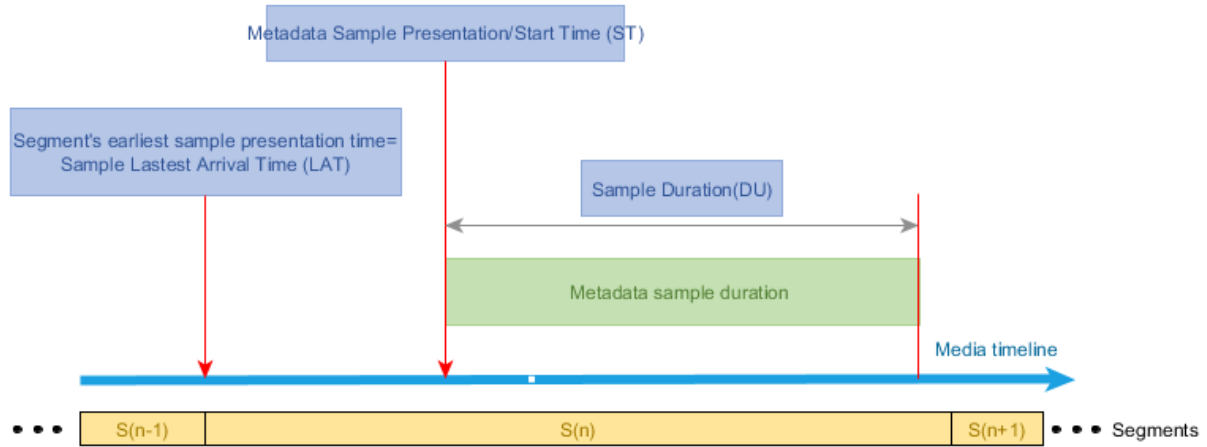 Metadata Sample Presentation/Start Time (ST)
Segment's earliest sample presentation time=
Sample Lastest Arrival Time (LAT)
Sample Duration(DU)
Metadata sample duration
Media timeline
S(n-1)
S(n)
S(n+1)
Segments